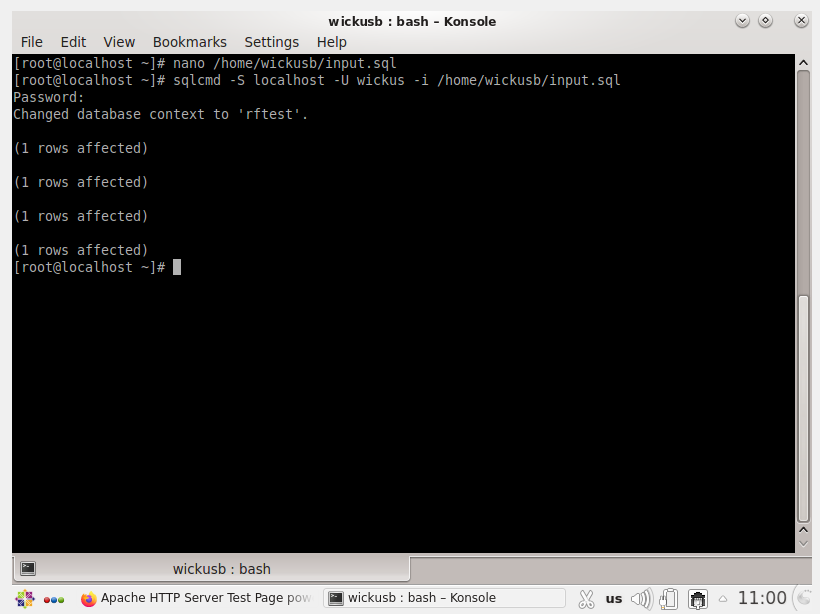 wickusb : bash – Konsole
File Edit View Bookmarks Settings Help
[root@localhost ~]# nano /home/wickusb/input.sql
[root@localhost ~]# sqlcmd -S localhost -U wickus -i /home/wickusb/input.sql
Password:
Changed database context to 'rftest'.
(1 rows affected)
(1 rows affected)
(1 rows affected)
(1 rows affected)
[root@localhost ~]#
wickusb : bash
Apache HTTP Server Test Page pow wickusb : bash – Konsole us 11:00